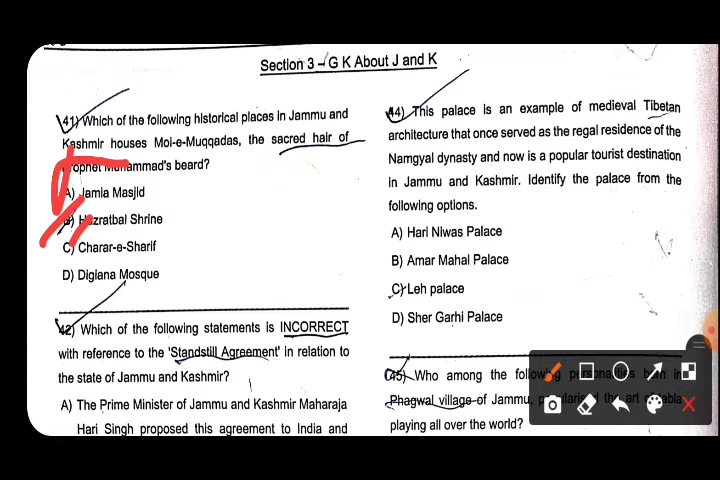 Section 3 – G K About J and K
41) Which of the following historical places in Jammu and
Kashmir houses Moi-e-Muqqadas, the sacred hair of
Prophet Muhammad's beard?
A) Jamia Masjid
B) Hazratbal Shrine
C) Charar-e-Sharif
D) Digiana Mosque
42) Which of the following statements is INCORRECT
with reference to the 'Standstill Agreement' in relation to
the state of Jammu and Kashmir?
A) The Prime Minister of Jammu and Kashmir Maharaja
Hari Singh proposed this agreement to India and
44) This palace is an example of medieval Tibetan
architecture that once served as the regal residence of the
Namgyal dynasty and now is a popular tourist destination
in Jammu and Kashmir. Identify the palace from the
following options.
A) Hari Niwas Palace
B) Amar Mahal Palace
C) Leh palace
D) Sher Garhi Palace
45) Who among the following personalities born in
Phagwal village of Jammu, the art of tabla
playing all over the world?